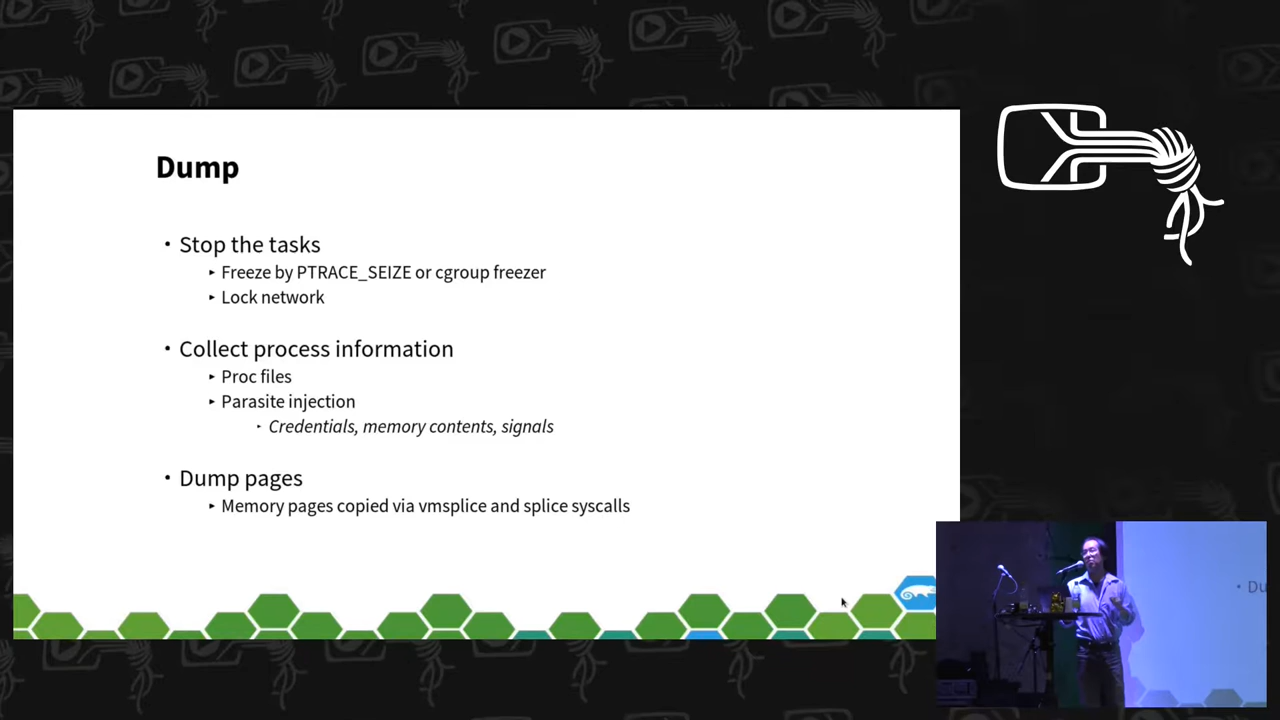 Dump
• Stop the tasks
‣ Freeze by PTRACE_SEIZE or cgroup freezer
‣ Lock network
• Collect process information
‣ Proc files
‣ Parasite injection
‣ Credentials, memory contents, signals
• Dump pages
‣ Memory pages copied via vmsplice and splice syscalls
• Du